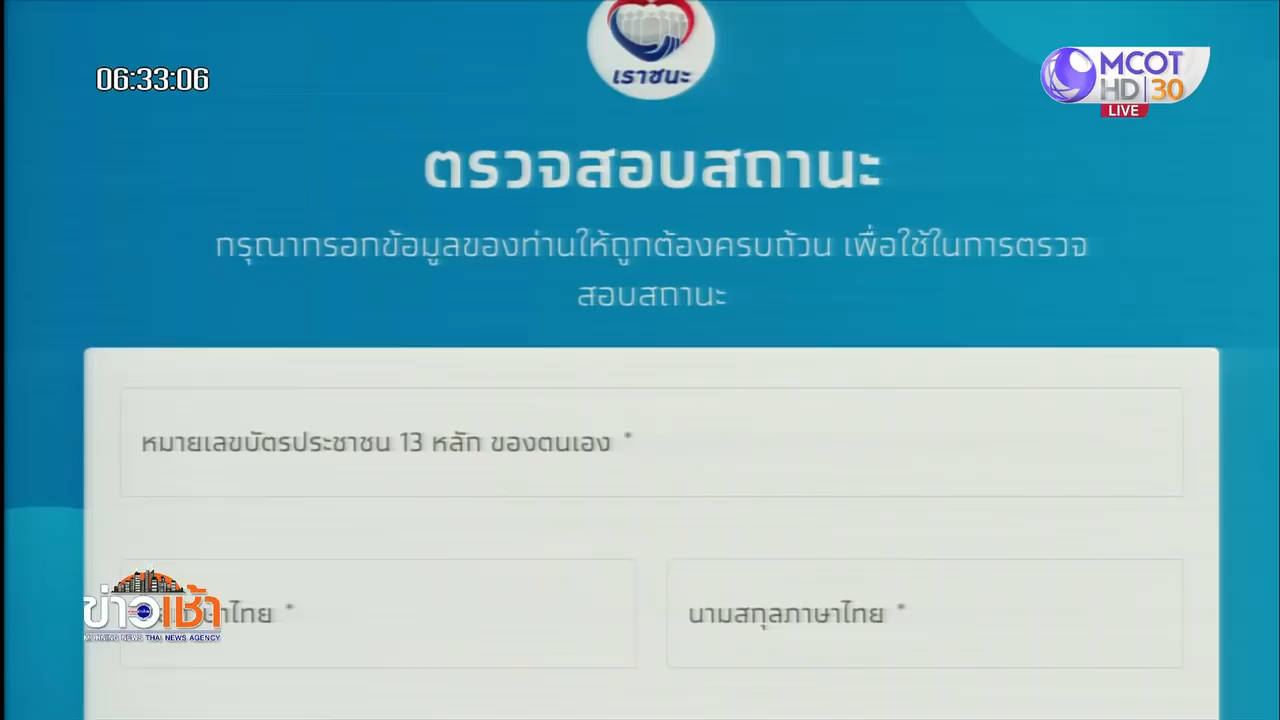 เราชนะ
06:33:06
MCOT
HD 30
LIVE
ตรวจสอบสถานะ
กรุณากรอกข้อมูลของท่านให้ถูกต้องครบถ้วน เพื่อใช้ในการตรวจ
สอบสถานะ
หมายเลขบัตรประชาชน 13 หลัก ของตนเอง *
ไทย *
นามสกุลภาษาไทย *
ข่าวเช้า
MORNING NEWS THAI NEWS AGENCY